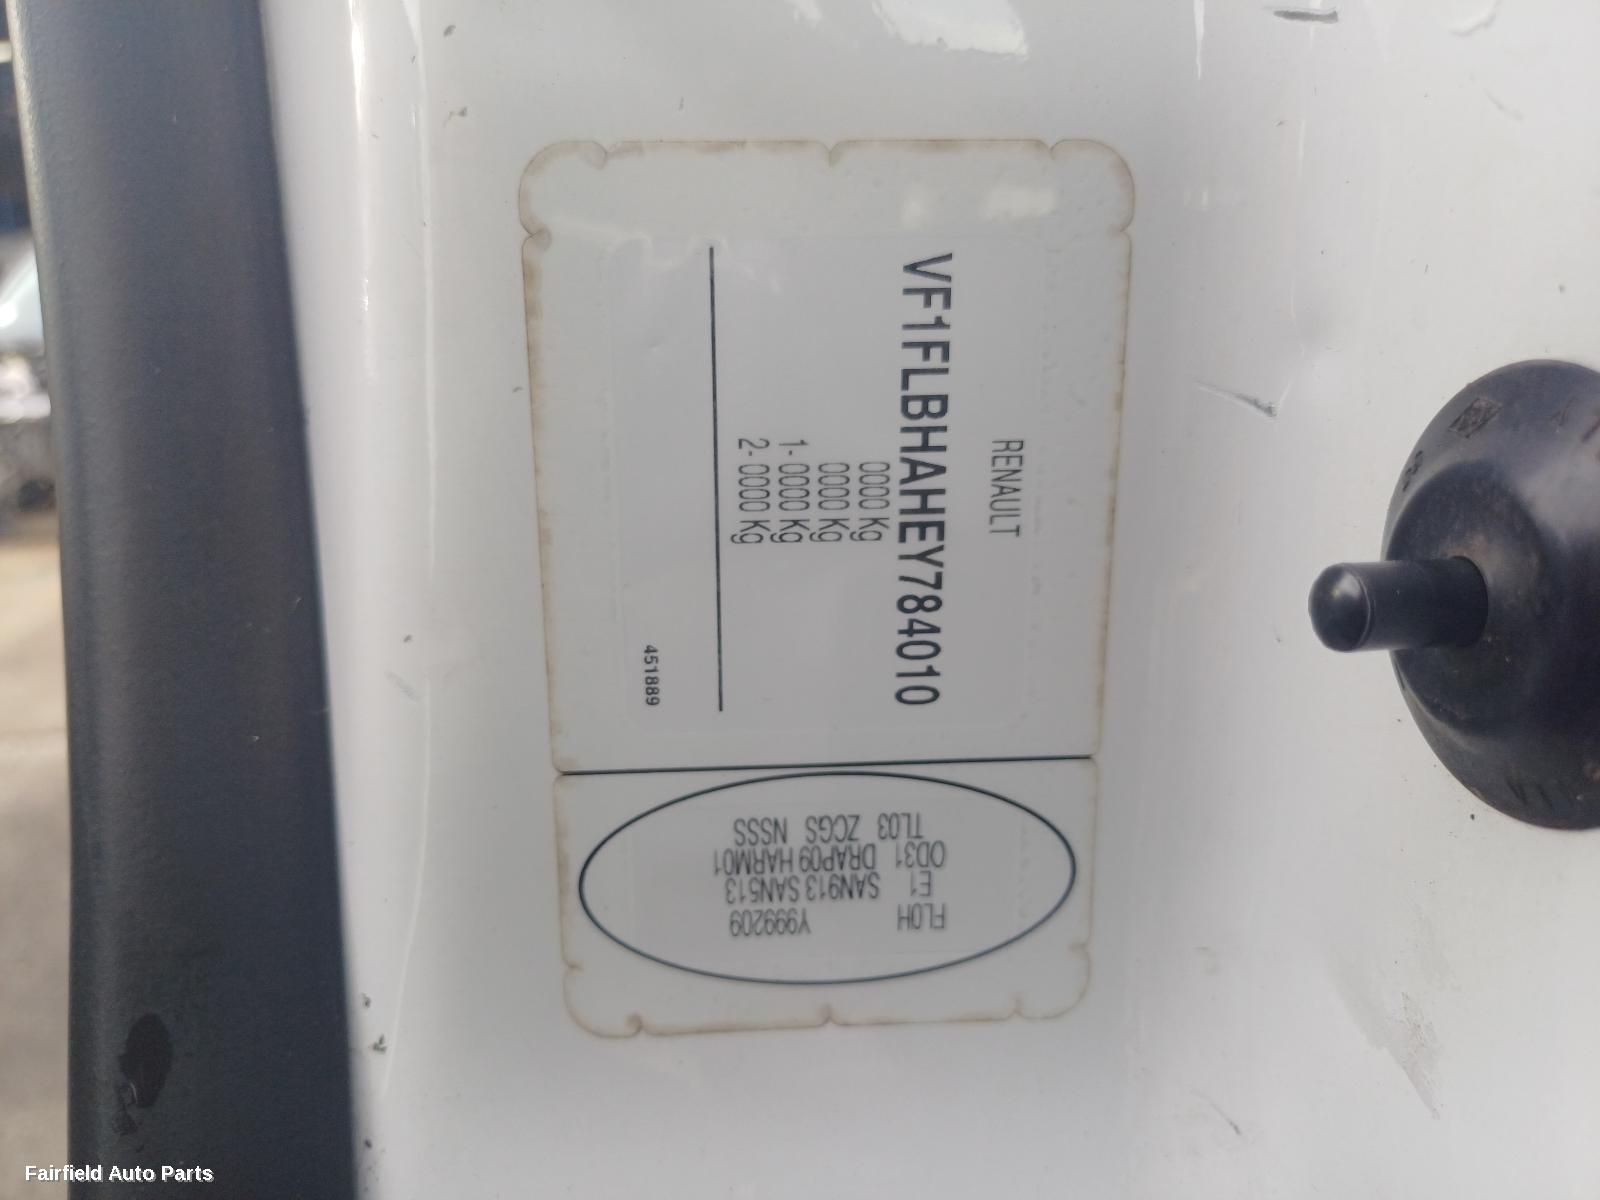 RENAULT
VF1FLBHAHEY784010
0000 Kg
0000 Kg
1- 0000 Kg
2- 0000 Kg
451889
FL0H Y999209
E1 SAN913 SAN513
OD31 DRAP09 HARM01
TL03 ZCGS NSSS
Fairfield Auto Parts